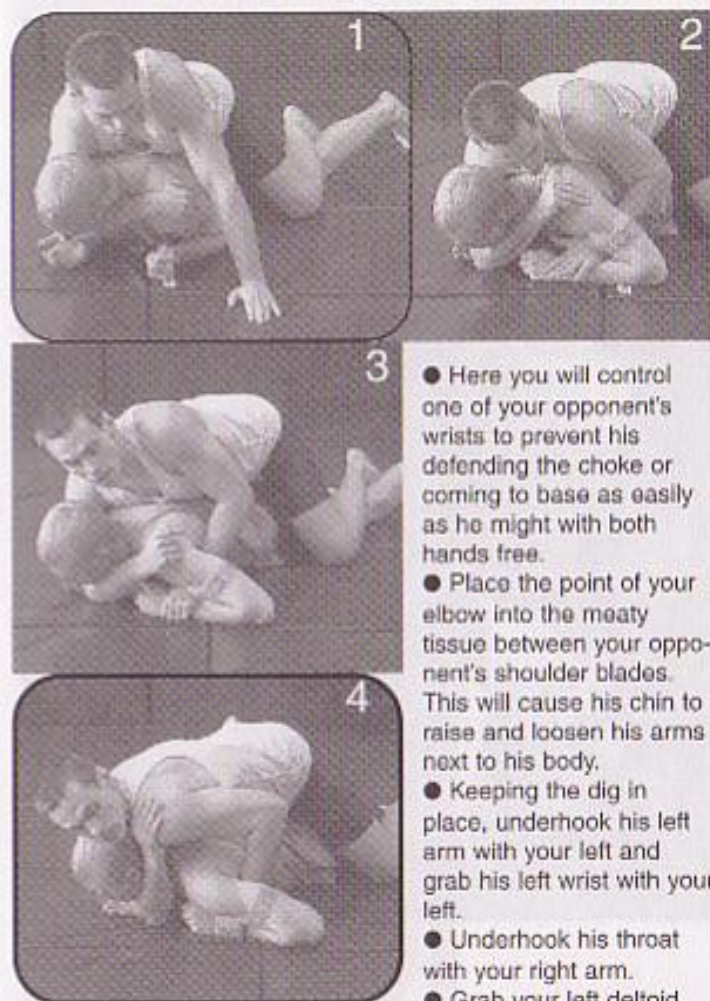 1
2
3
4
● Here you will control
one of your opponent's
wrists to prevent his
defending the choke or
coming to base as easily
as he might with both
hands free.
● Place the point of your
elbow into the meaty
tissue between your oppo-
nent's shoulder blades.
This will cause his chin to
raise and loosen his arms
next to his body.
● Keeping the dig in
place, underhook his left
arm with your left and
grab his left wrist with your
left.
● Underhook his throat
with your right arm.
● Grab your left deltoid